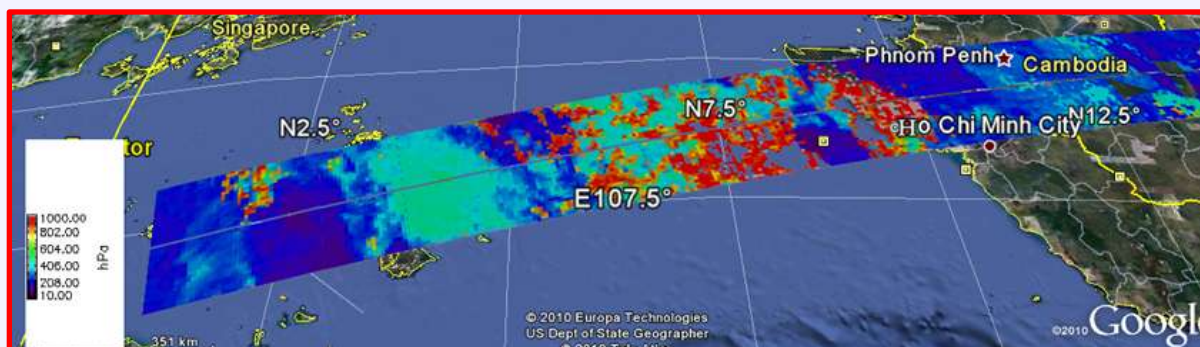 Singapore
Phnom Penh
Cambodia
N2.5°
N7.5°
N12.5°
Ho Chi Minh City
E107.5°
1000.00
802.00
604.00
406.00
208.00
10.00
hPa
351 km
© 2010 Europa Technologies
US Dept of State Geographer
©2010 Google